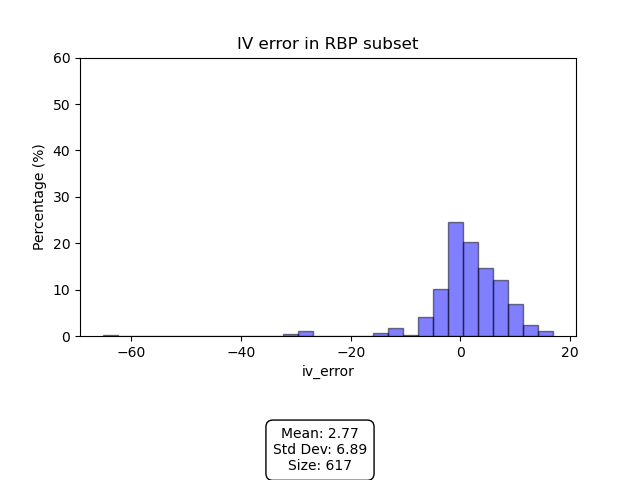 IV error in RBP subset
60
50
40
30
20
10
0
Percentage (%)
−60
−40
−20
0
20
iv_error
Mean: 2.77
Std Dev: 6.89
Size: 617